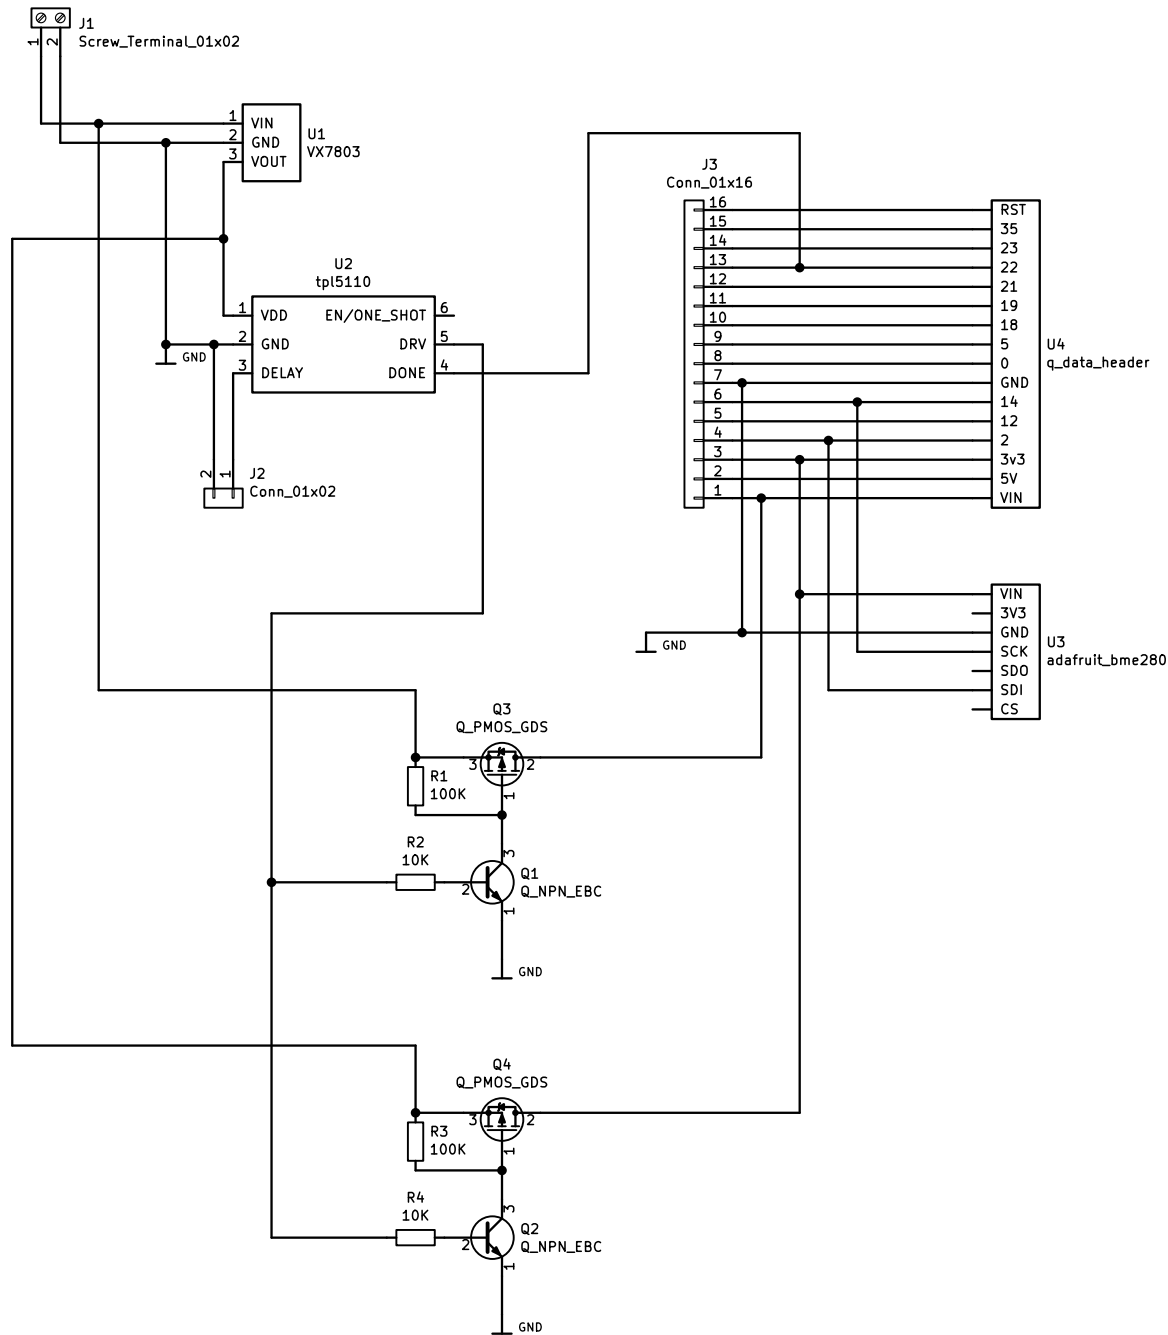 J1
Screw_Terminal_01x02
1
2
1 VIN
2 GND
3 VOUT
U1
VX7803
J3
Conn_01x16
16 RST
15 35
14 23
13 22
12 21
11 19
10 18
9 5
8 0
7 GND
6 14
5 12
4 2
3 3v3
2 5V
1 VIN
U4
q_data_header
U2
tpl5110
1 VDD EN/ONE_SHOT 6
2 GND DRV 5
3 DELAY DONE 4
GND
2
1
J2
Conn_01x02
VIN
3V3
GND
SCK
SDO
SDI
CS
U3
adafruit_bme280
GND
Q3
Q_PMOS_GDS
3 2
1
R1
100K
R2
10K
3
2
1
Q1
Q_NPN_EBC
GND
Q4
Q_PMOS_GDS
3 2
1
R3
100K
R4
10K
3
2
1
Q2
Q_NPN_EBC
GND